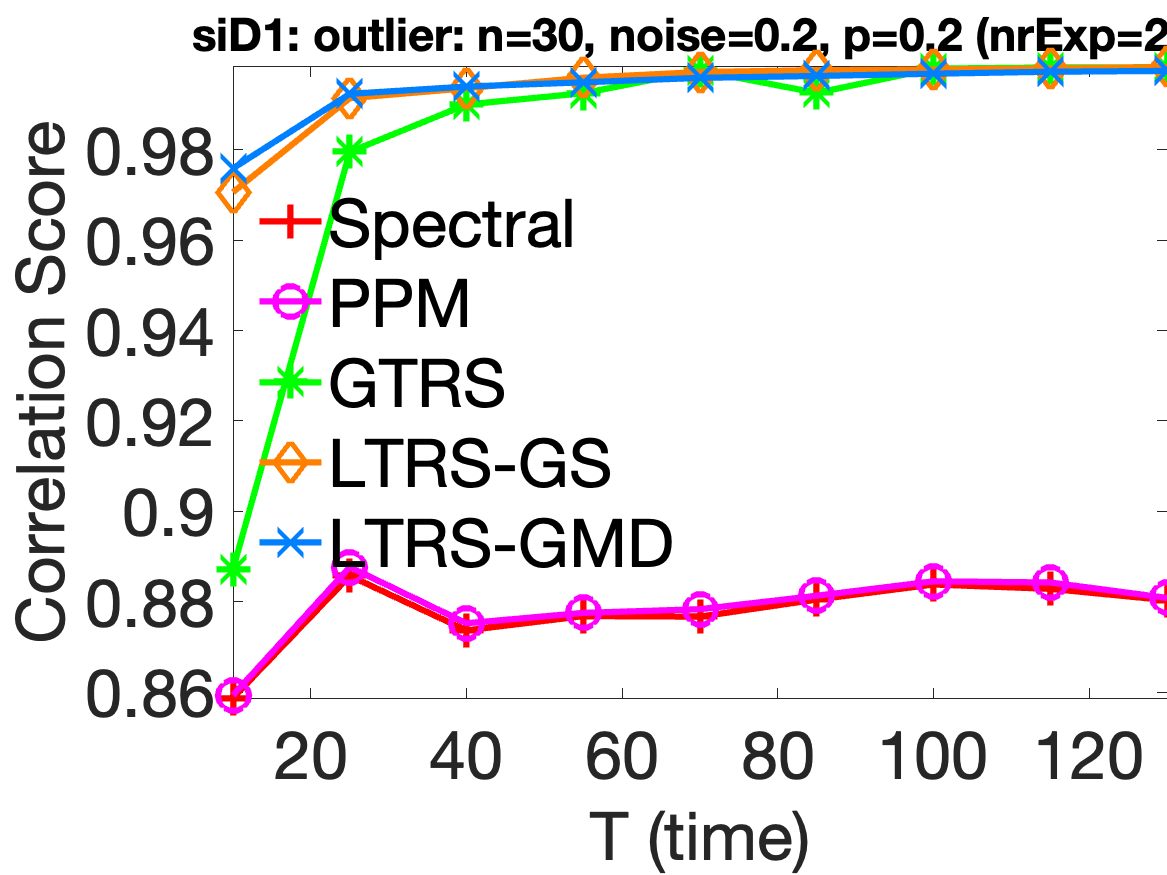 siD1: outlier: n=30, noise=0.2, p=0.2 (nrExp=2
Correlation Score
0.98
0.96
0.94
0.92
0.9
0.88
0.86
Spectral
PPM
GTRS
LTRS-GS
LTRS-GMD
20 40 60 80 100 120
T (time)